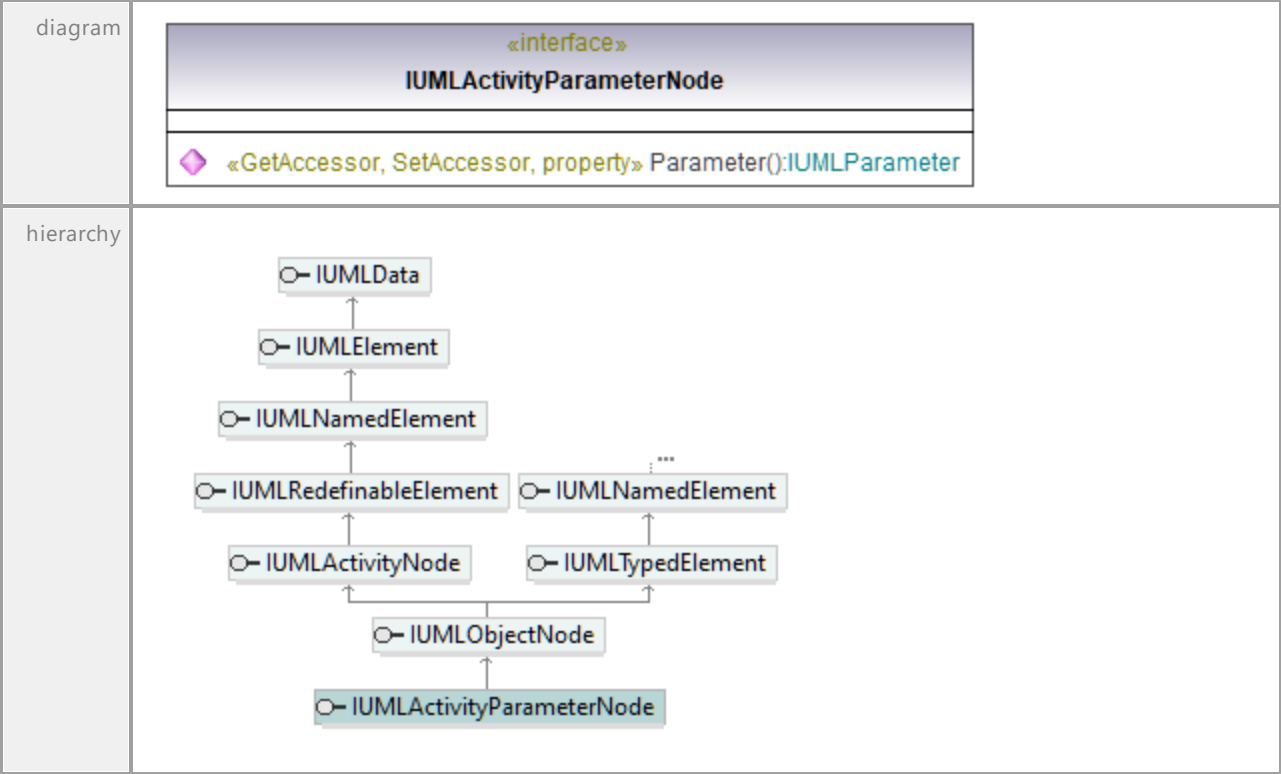 diagram
«interface»
IUMLActivityParameterNode
«GetAccessor, SetAccessor, property» Parameter():IUMLParameter
hierarchy
IUMLData
IUMLElement
IUMLNamedElement
...
IUMLRedefinableElement IUMLNamedElement
IUMLActivityNode IUMLTypedElement
IUMLObjectNode
IUMLActivityParameterNode